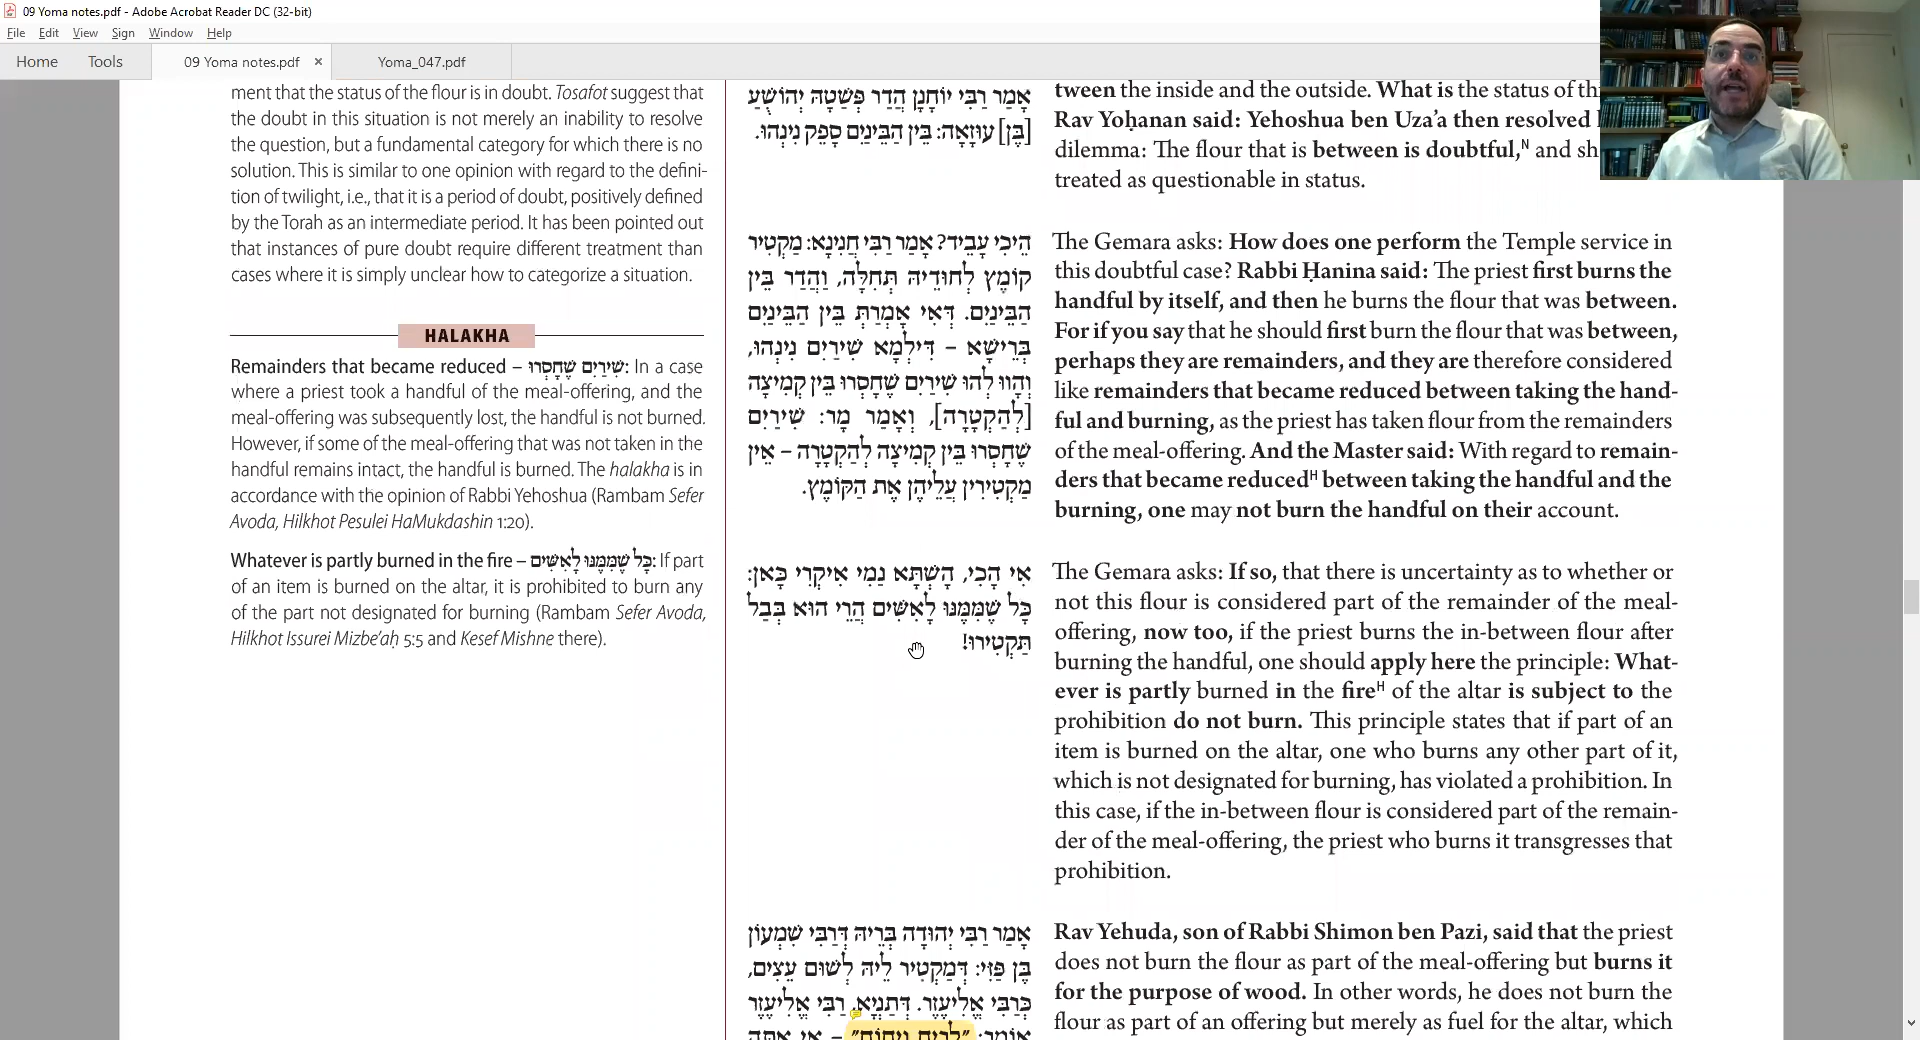 09 Yoma notes.pdf - Adobe Acrobat Reader DC (32-bit)
File Edit View Sign Window Help
Home Tools 09 Yoma notes.pdf × Yoma_047.pdf
ment that the status of the flour is in doubt. Tosafot suggest that
the doubt in this situation is not merely an inability to resolve
the question, but a fundamental category for which there is no
solution. This is similar to one opinion with regard to the defini-
tion of twilight, i.e., that it is a period of doubt, positively defined
by the Torah as an intermediate period. It has been pointed out
that instances of pure doubt require different treatment than
cases where it is simply unclear how to categorize a situation.
HALAKHA
Remainders that became reduced – שִׁירַיִם שֶׁחָסְרוּ: In a case
where a priest took a handful of the meal-offering, and the
meal-offering was subsequently lost, the handful is not burned.
However, if some of the meal-offering that was not taken in the
handful remains intact, the handful is burned. The halakha is in
accordance with the opinion of Rabbi Yehoshua (Rambam Sefer
Avoda, Hilkhot Pesulei HaMukdashin 1:20).
Whatever is partly burned in the fire – כׇּל שֶׁמִּמֶּנּוּ לָאִשִּׁים: If part
of an item is burned on the altar, it is prohibited to burn any
of the part not designated for burning (Rambam Sefer Avoda,
Hilkhot Issurei Mizbe'aḥ 5:5 and Kesef Mishne there).
אָמַר רַבִּי יוֹחָנָן הֲדַר פְּשָׁטַהּ יְהוֹשֻׁעַ
[בֶּן] עוּזָּאָה: בֵּין הַבֵּינַיִם סָפֵק נִינְהוּ.
הֵיכִי עָבֵיד? אָמַר רַבִּי חֲנִינָא: מַקְטִיר
קוֹמֶץ לְחוּדֵיהּ תְּחִלָּה, וַהֲדַר בֵּין
הַבֵּינַיִם. דְּאִי אָמְרַתְּ בֵּין הַבֵּינַיִם
בְּרֵישָׁא – דִּילְמָא שִׁירַיִם נִינְהוּ,
וְהָווּ לְהוּ שִׁירַיִם שֶׁחָסְרוּ בֵּין קְמִיצָה
[לְהַקְטָרָה], וְאָמַר מָר: שִׁירַיִם
שֶׁחָסְרוּ בֵּין קְמִיצָה לְהַקְטָרָה – אֵין
מַקְטִירִין עֲלֵיהֶן אֶת הַקּוֹמֶץ.
אִי הָכִי, הָשְׁתָּא נַמֵי אִיקְרִי כָּאן:
כׇּל שֶׁמִּמֶּנּוּ לָאִשִּׁים הֲרֵי הוּא בְּבַל
תַּקְטִירוּ!
אָמַר רַבִּי יְהוּדָה בְּרֵיהּ דְּרַבִּי שִׁמְעוֹן
בֶּן פַּזִּי: דְּמַקְטִיר לֵיהּ לְשׁוּם עֵצִים,
כְּרַבִּי אֱלִיעֶזֶר. דְּתַנְיָא, רַבִּי אֱלִיעֶזֶר
tween the inside and the outside. What is the status of
Rav Yoḥanan said: Yehoshua ben Uza'a then resolved
dilemma: The flour that is between is doubtful,ᴺ and
treated as questionable in status.
The Gemara asks: How does one perform the Temple service in
this doubtful case? Rabbi Ḥanina said: The priest first burns the
handful by itself, and then he burns the flour that was between.
For if you say that he should first burn the flour that was between,
perhaps they are remainders, and they are therefore considered
like remainders that became reduced between taking the hand-
ful and burning, as the priest has taken flour from the remainders
of the meal-offering. And the Master said: With regard to remain-
ders that became reducedᴴ between taking the handful and the
burning, one may not burn the handful on their account.
The Gemara asks: If so, that there is uncertainty as to whether or
not this flour is considered part of the remainder of the meal-
offering, now too, if the priest burns the in-between flour after
burning the handful, one should apply here the principle: What-
ever is partly burned in the fireᴴ of the altar is subject to the
prohibition do not burn. This principle states that if part of an
item is burned on the altar, one who burns any other part of it,
which is not designated for burning, has violated a prohibition. In
this case, if the in-between flour is considered part of the remain-
der of the meal-offering, the priest who burns it transgresses that
prohibition.
Rav Yehuda, son of Rabbi Shimon ben Pazi, said that the priest
does not burn the flour as part of the meal-offering but burns it
for the purpose of wood. In other words, he does not burn the
flour as part of an offering but merely as fuel for the altar, which